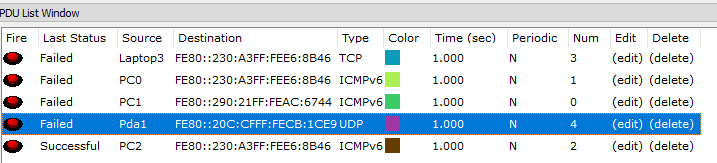 PDU List Window
Fire Last Status Source Destination Type Color Time (sec) Periodic Num Edit Delete
Failed Laptop3 FE80::230:A3FF:FEE6:8B46 TCP 1.000 N 3 (edit) (delete)
Failed PC0 FE80::230:A3FF:FEE6:8B46 ICMPv6 1.000 N 1 (edit) (delete)
Failed PC1 FE80::290:21FF:FEAC:6744 ICMPv6 1.000 N 0 (edit) (delete)
Failed Pda1 FE80::20C:CFFF:FECB:1CE9 UDP 1.000 N 4 (edit) (delete)
Successful PC2 FE80::230:A3FF:FEE6:8B46 ICMPv6 1.000 N 2 (edit) (delete)